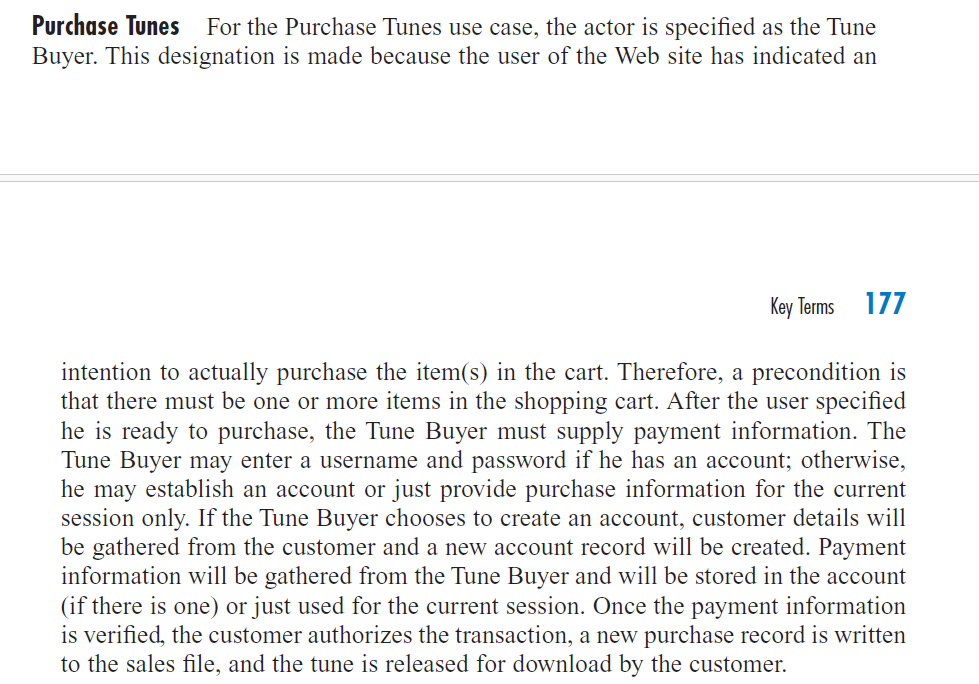 Purchase Tunes For the Purchase Tunes use case, the actor is specified as the Tune
Buyer. This designation is made because the user of the Web site has indicated an
Key Terms 177
intention to actually purchase the item(s) in the cart. Therefore, a precondition is
that there must be one or more items in the shopping cart. After the user specified
he is ready to purchase, the Tune Buyer must supply payment information. The
Tune Buyer may enter a username and password if he has an account; otherwise,
he may establish an account or just provide purchase information for the current
session only. If the Tune Buyer chooses to create an account, customer details will
be gathered from the customer and a new account record will be created. Payment
information will be gathered from the Tune Buyer and will be stored in the account
(if there is one) or just used for the current session. Once the payment information
is verified, the customer authorizes the transaction, a new purchase record is written
to the sales file, and the tune is released for download by the customer.